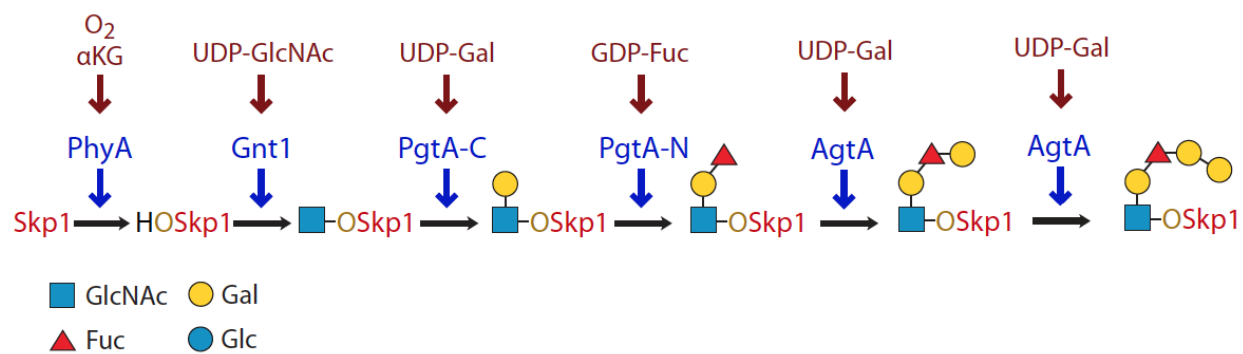 O₂
αKG
UDP-GlcNAc
UDP-Gal
GDP-Fuc
UDP-Gal
UDP-Gal
PhyA
Gnt1
PgtA-C
PgtA-N
AgtA
AgtA
Skp1
HOSkp1
OSkp1
OSkp1
OSkp1
OSkp1
OSkp1
GlcNAc
Gal
Fuc
Glc